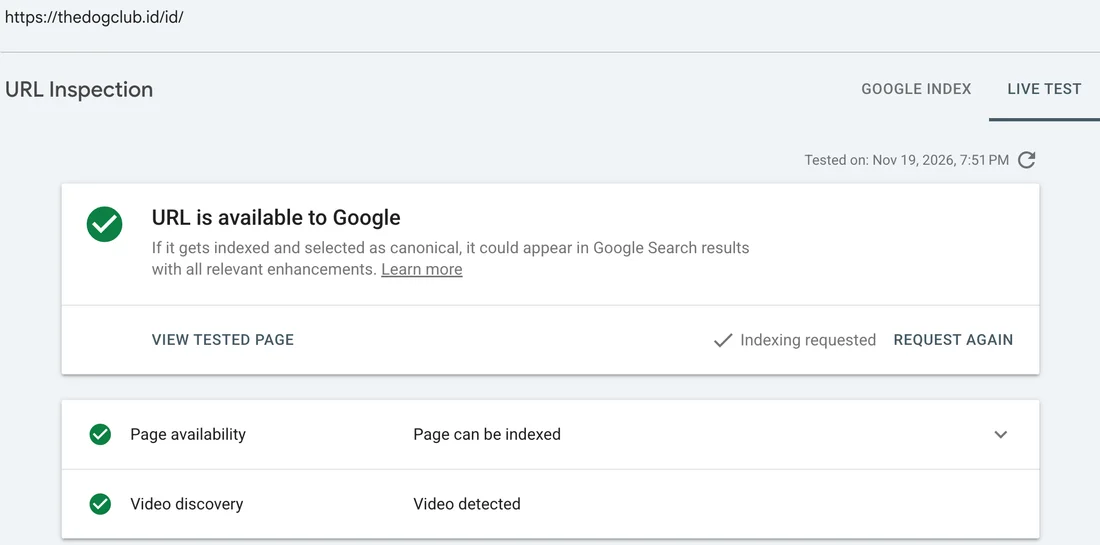 https://thedogclub.id/id/
URL Inspection
GOOGLE INDEX
LIVE TEST
Tested on: Nov 19, 2026, 7:51 PM
URL is available to Google
If it gets indexed and selected as canonical, it could appear in Google Search results
with all relevant enhancements. Learn more
VIEW TESTED PAGE
Indexing requested
REQUEST AGAIN
Page availability
Page can be indexed
Video discovery
Video detected